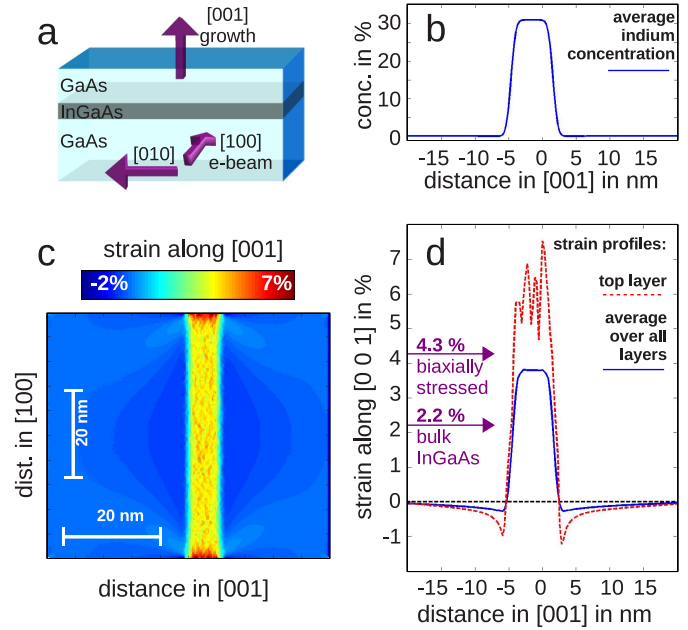 a
[001]
growth
GaAs
InGaAs
GaAs
[010]
[100]
e-beam
b
average
indium
concentration
conc. in %
30
20
10
0
-15 -10 -5 0 5 10 15
distance in [001] in nm
c
strain along [001]
-2% 7%
dist. in [100]
20 nm
20 nm
distance in [001]
d
strain profiles:
top layer
average
over all
layers
4.3 %
biaxially
stressed
2.2 %
bulk
InGaAs
strain along [0 0 1] in %
7
6
5
4
3
2
1
0
-1
-15 -10 -5 0 5 10 15
distance in [001] in nm